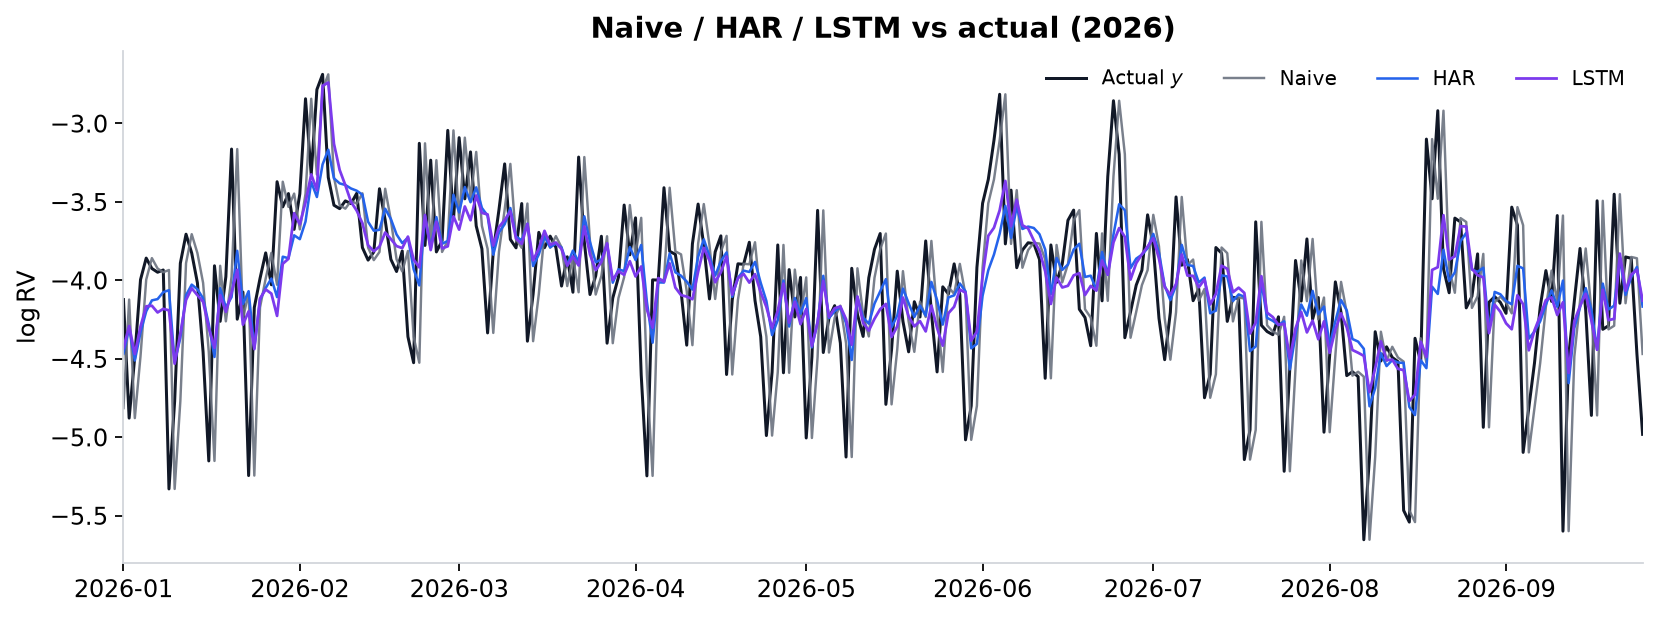 Naive / HAR / LSTM vs actual (2026)
Actual y
Naive
HAR
LSTM
log RV
−3.0
−3.5
−4.0
−4.5
−5.0
−5.5
2026-01
2026-02
2026-03
2026-04
2026-05
2026-06
2026-07
2026-08
2026-09